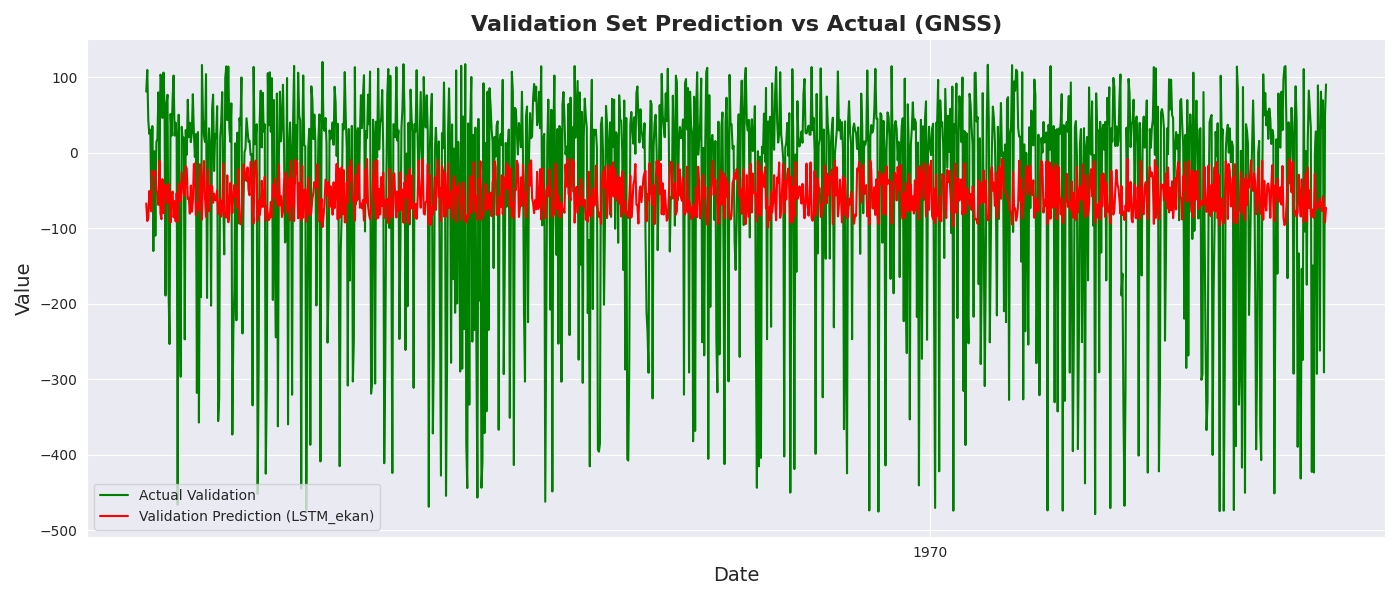 Validation Set Prediction vs Actual (GNSS)
100
0
−100
−200
−300
−400
−500
Value
Actual Validation
Validation Prediction (LSTM_ekan)
1970
Date